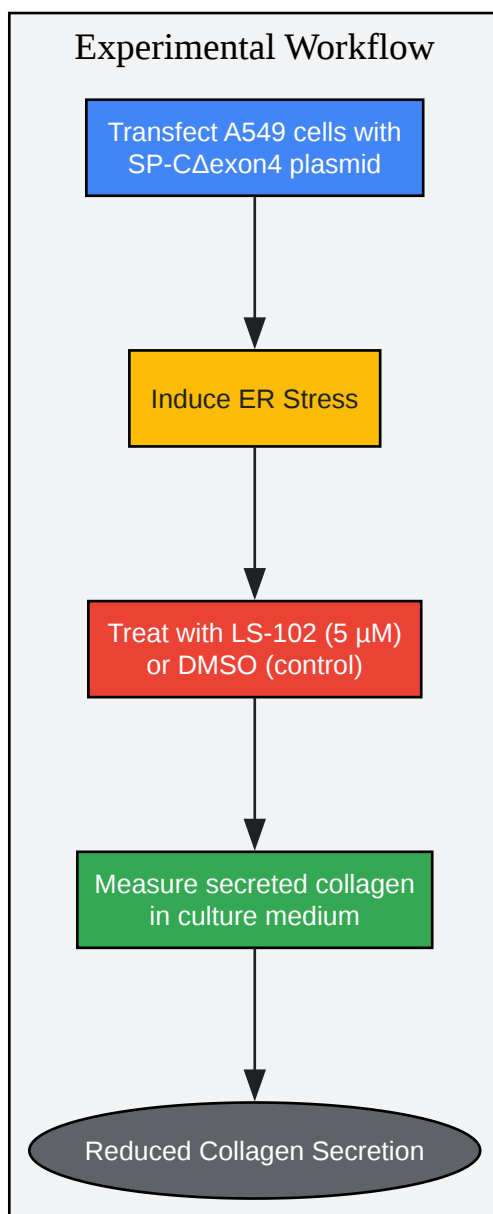 Experimental Workflow
Transfect A549 cells with
SP-CΔexon4 plasmid
Induce ER Stress
Treat with LS-102 (5 µM)
or DMSO (control)
Measure secreted collagen
in culture medium
Reduced Collagen Secretion